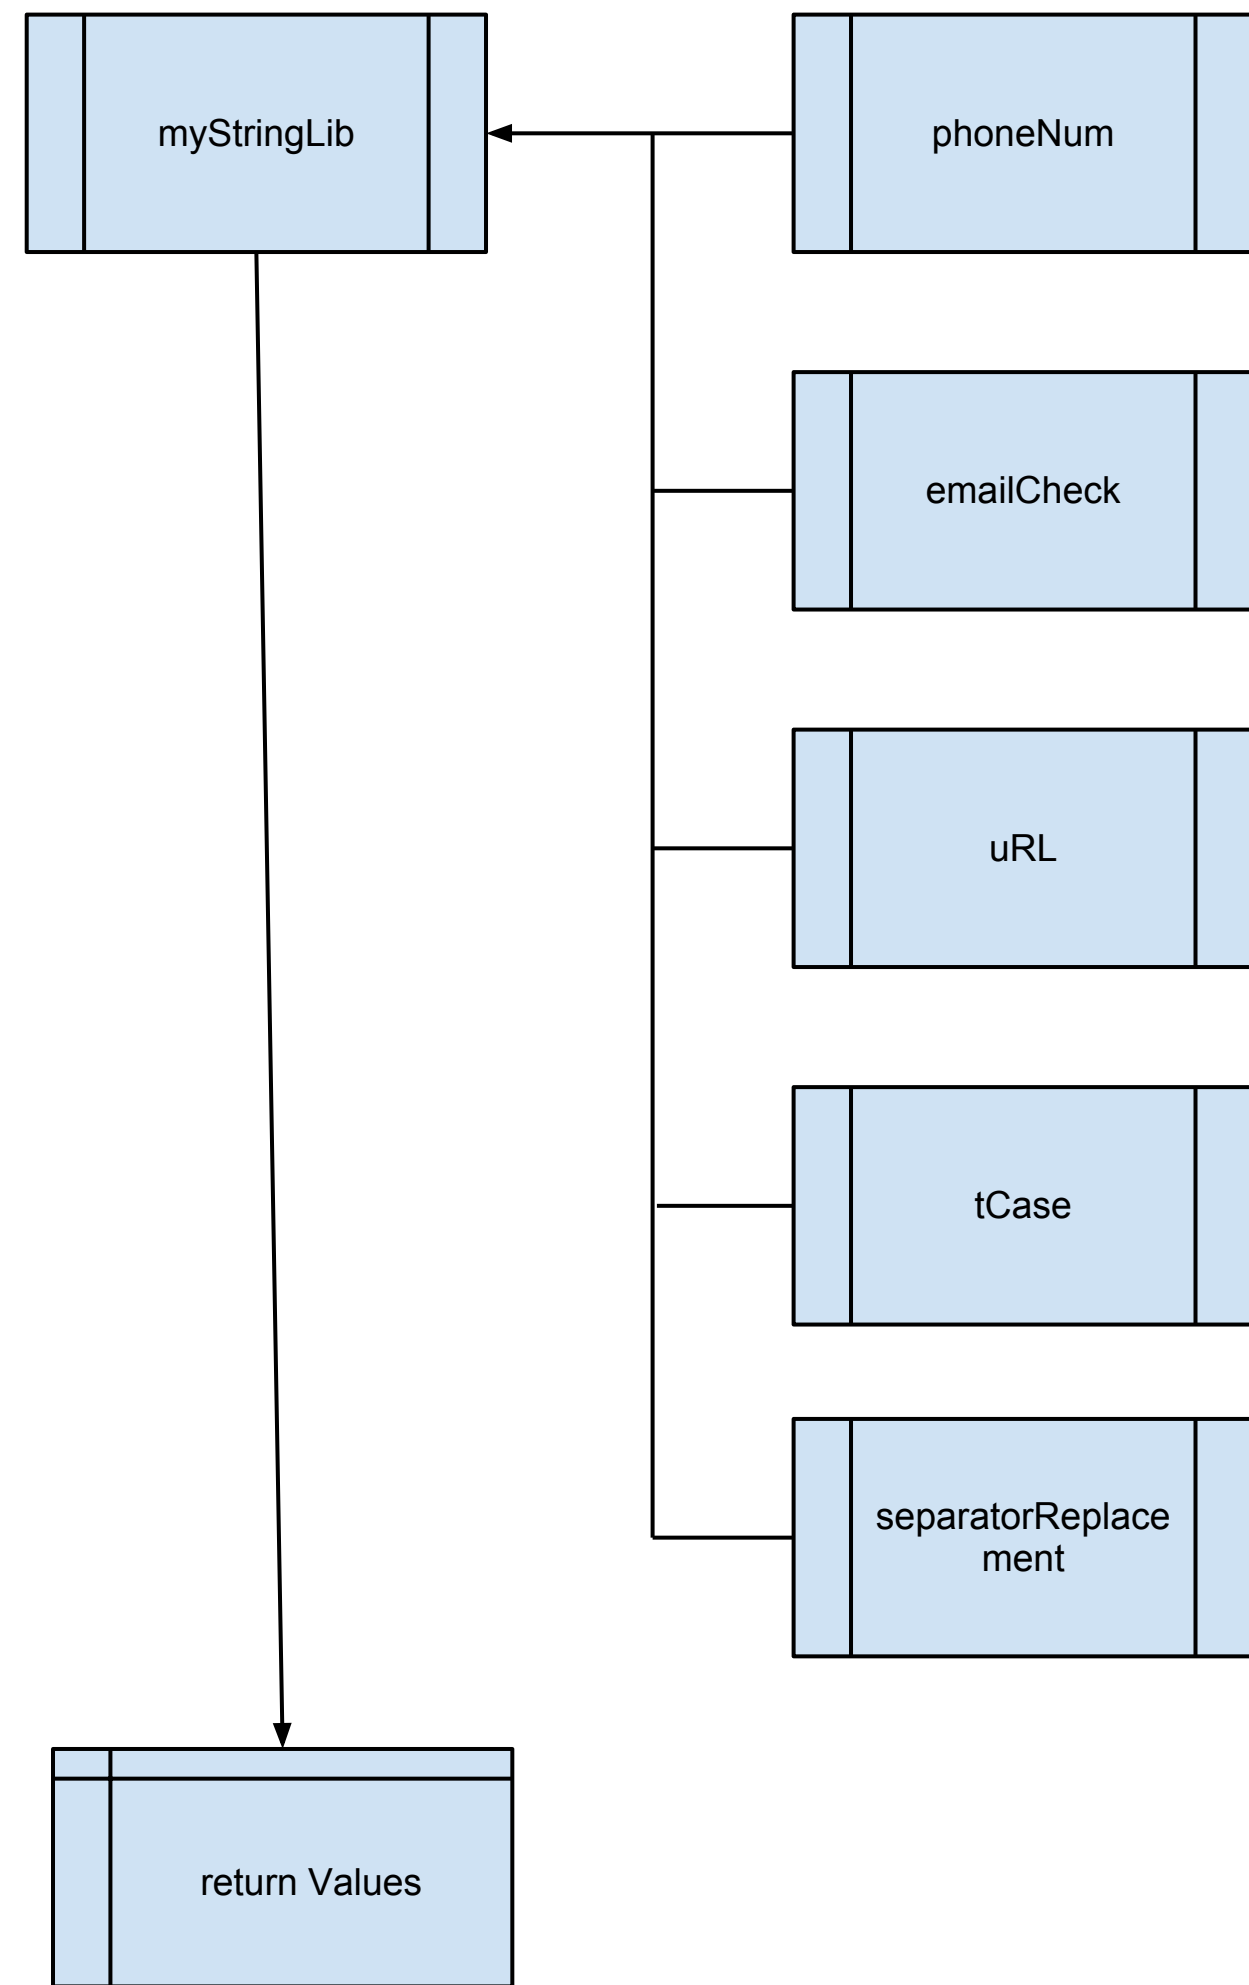 myStringLib
phoneNum
emailCheck
uRL
tCase
separatorReplace
ment
return Values